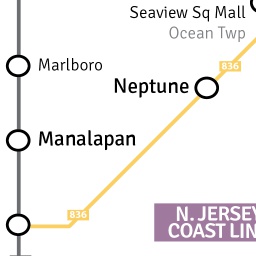 Seaview Sq Mall
Ocean Twp
Marlboro
836
Neptune
Manalapan
836
N. JERSEY
COAST LIN